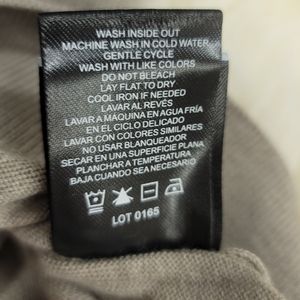 WASH INSIDE OUT
MACHINE WASH IN COLD WATER
GENTLE CYCLE
WASH WITH LIKE COLORS
DO NOT BLEACH
LAY FLAT TO DRY
COOL IRON IF NEEDED
LAVAR AL REVÉS
LAVAR A MÁQUINA EN AGUA FRÍA
EN EL CICLO DELICADO
LAVAR CON COLORES SIMILARES
NO USAR BLANQUEADOR
SECAR EN UNA SUPERFICIE PLANA
PLANCHAR A TEMPERATURA
BAJA CUANDO SEA NECESARIO
LOT 0165